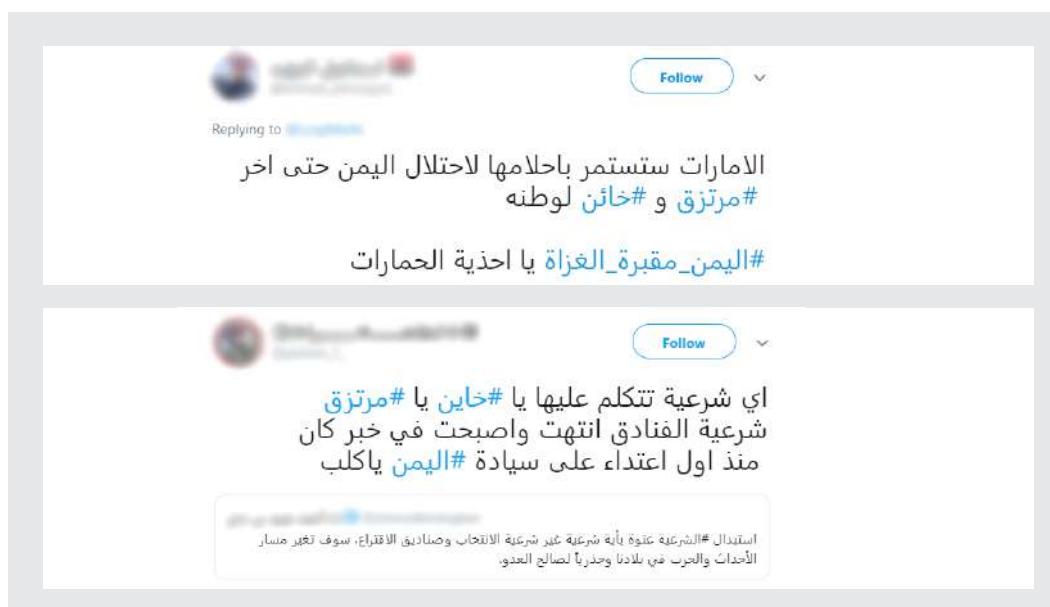 Follow
Replying to
الامارات ستستمر باحلامها لاحتلال اليمن حتى اخر
#مرتزق و #خائن لوطنه
#اليمن_مقبرة_الغزاة يا احذية الحمارات
Follow
اي شرعية تتكلم عليها يا #خاين يا #مرتزق
شرعية الفنادق انتهت واصبحت في خبر كان
منذ اول اعتداء على سيادة #اليمن ياكلب
استبدال #الشرعية عنوة بأية شرعية غير شرعية الانتخاب وصناديق الاقتراع، سوف تغير مسار
الأحداث والحرب في بلادنا وجذرياً لصالح العدو.